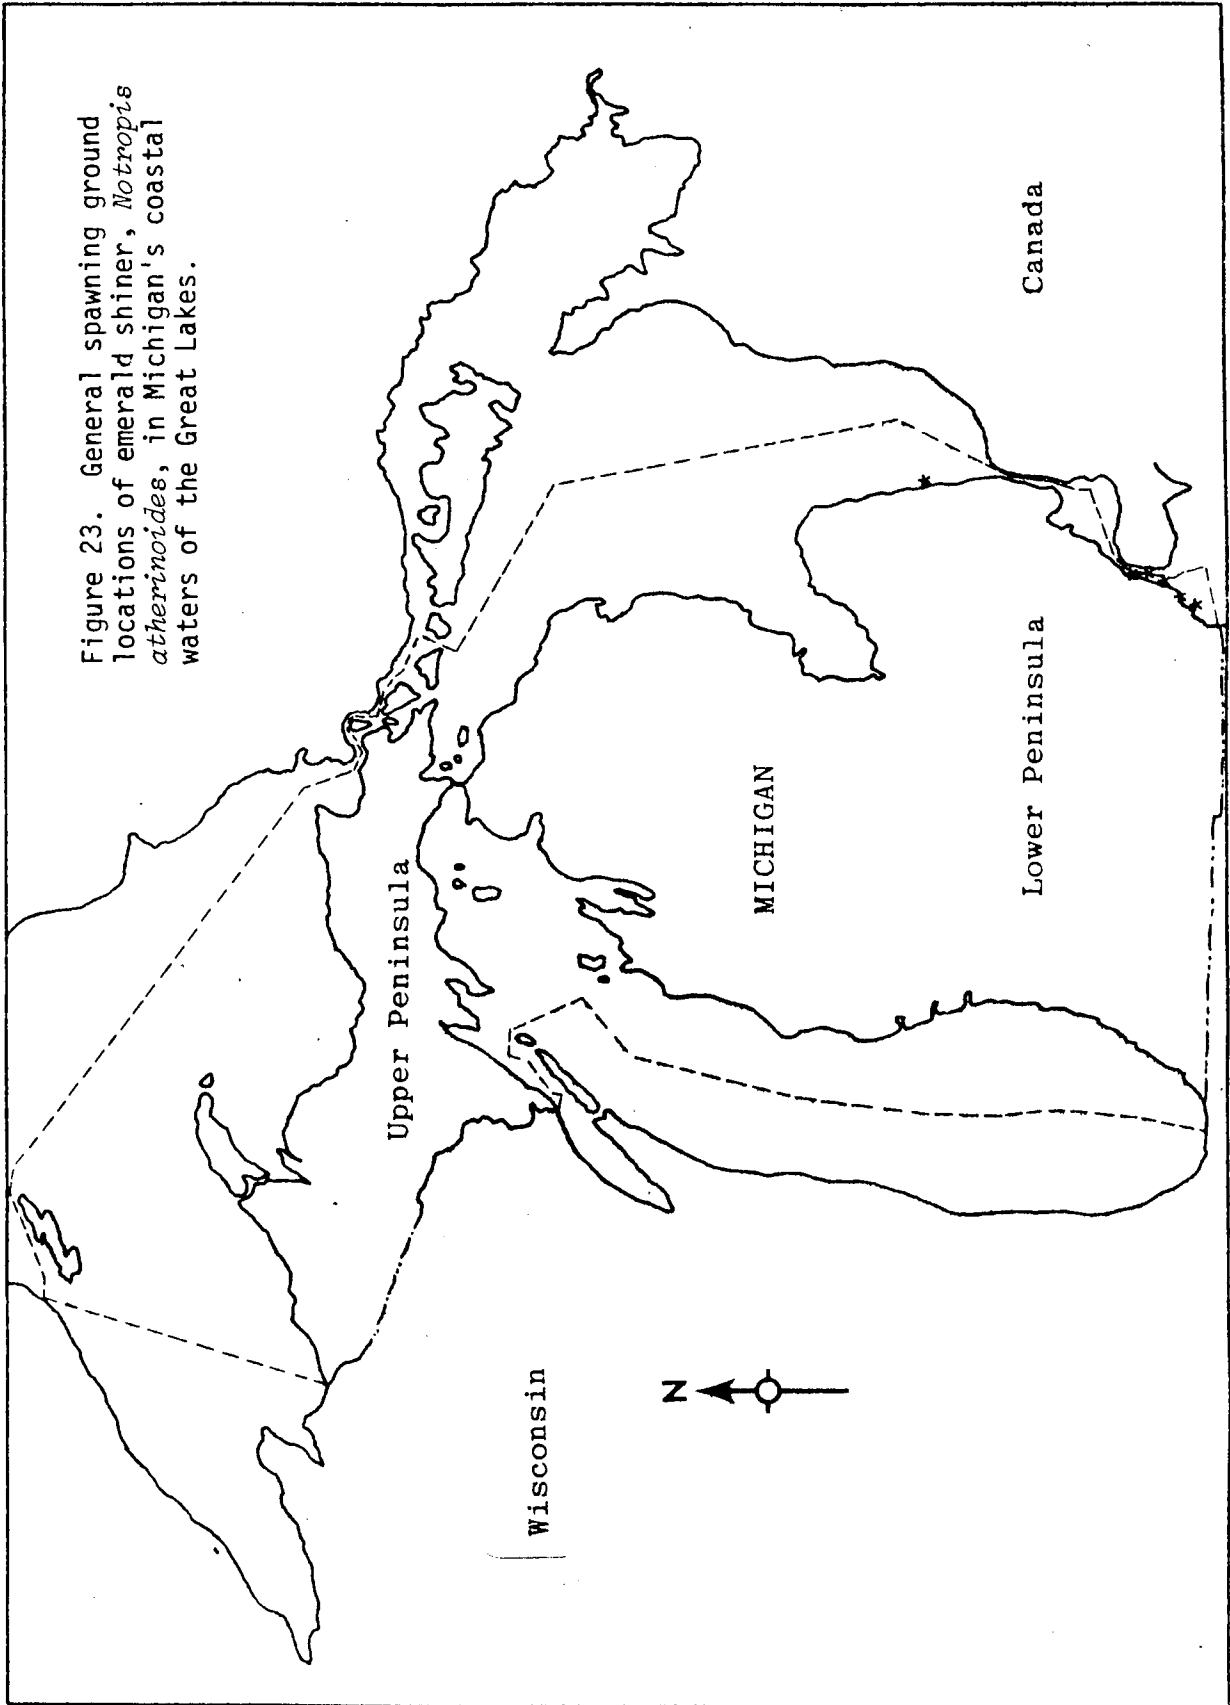 Figure 23. General spawning ground
locations of emerald shiner, Notropis
atherinoides, in Michigan's coastal
waters of the Great Lakes.
Upper Peninsula
Wisconsin
N
MICHIGAN
Lower Peninsula
Canada